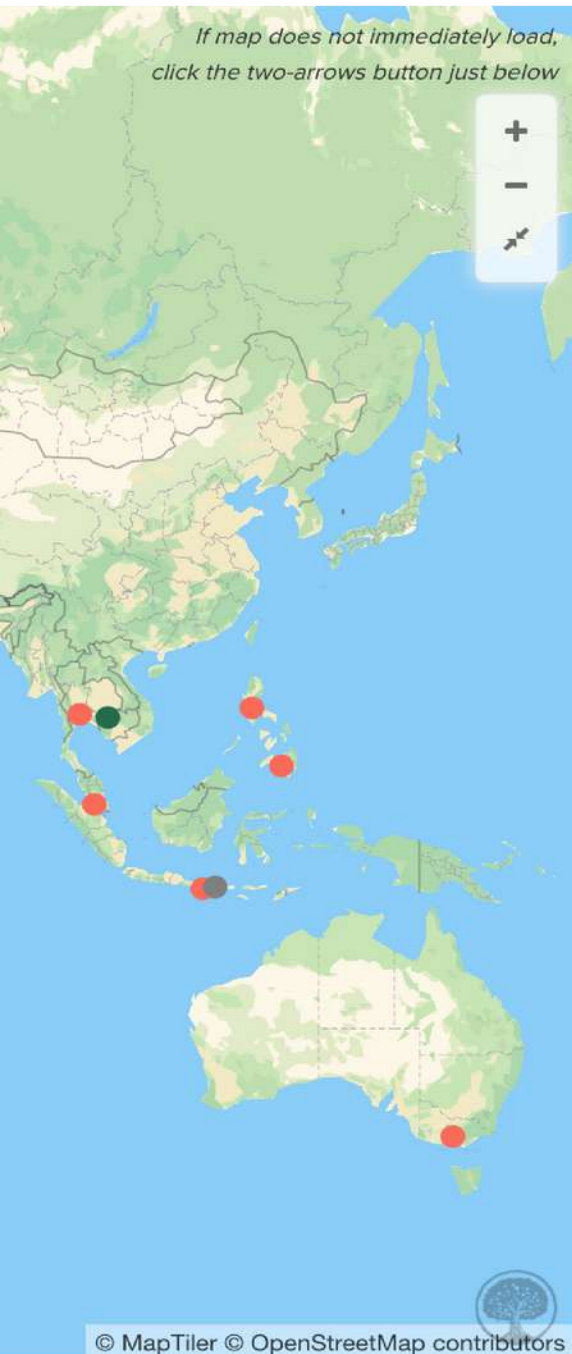 If map does not immediately load,
click the two-arrows button just below
© MapTiler © OpenStreetMap contributors